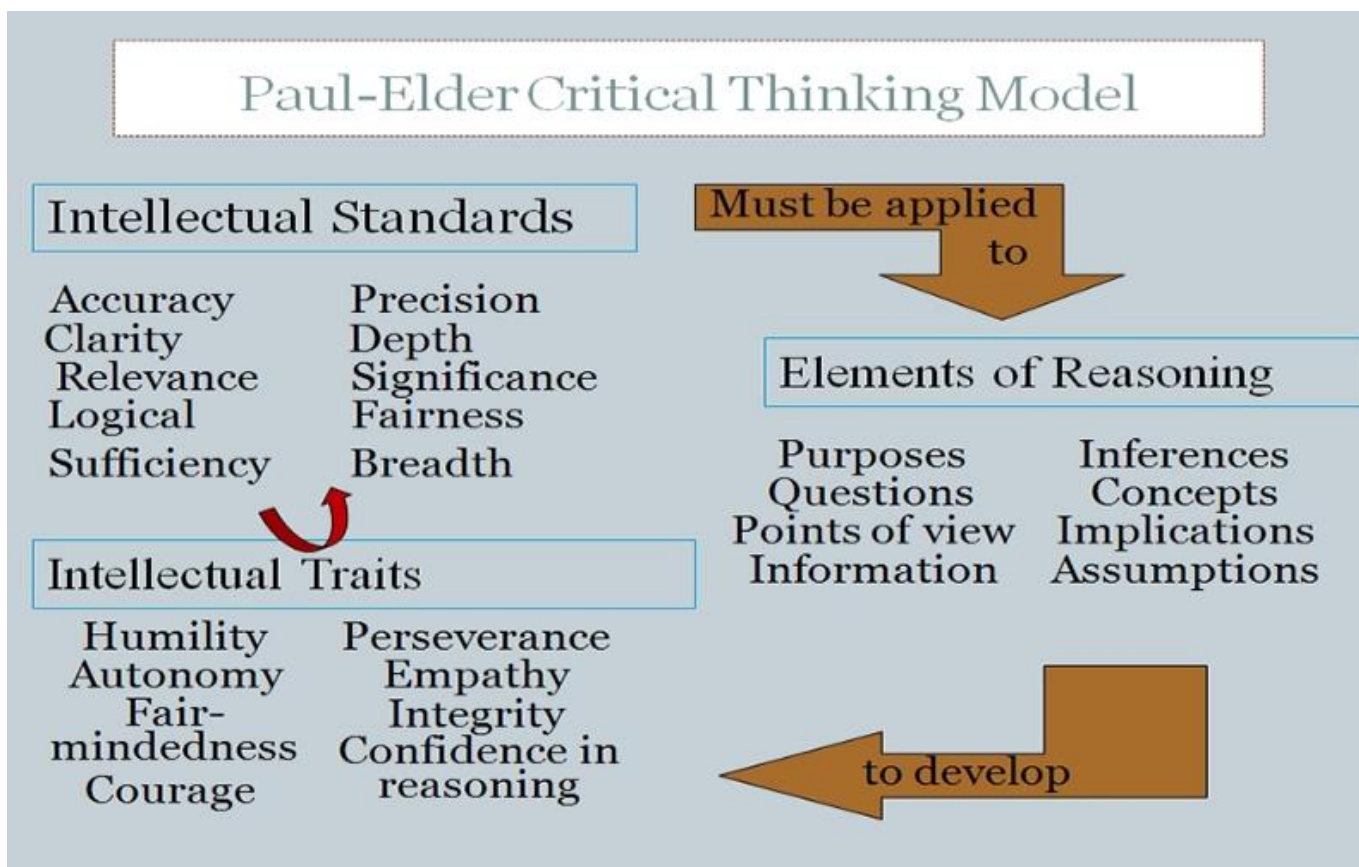 Paul-Elder Critical Thinking Model
Intellectual Standards
Accuracy
Clarity
Relevance
Logical
Sufficiency
Precision
Depth
Significance
Fairness
Breadth
Must be applied
to
Elements of Reasoning
Purposes
Questions
Points of view
Information
Inferences
Concepts
Implications
Assumptions
to develop
Intellectual Traits
Humility
Autonomy
Fair-
mindedness
Courage
Perseverance
Empathy
Integrity
Confidence in
reasoning